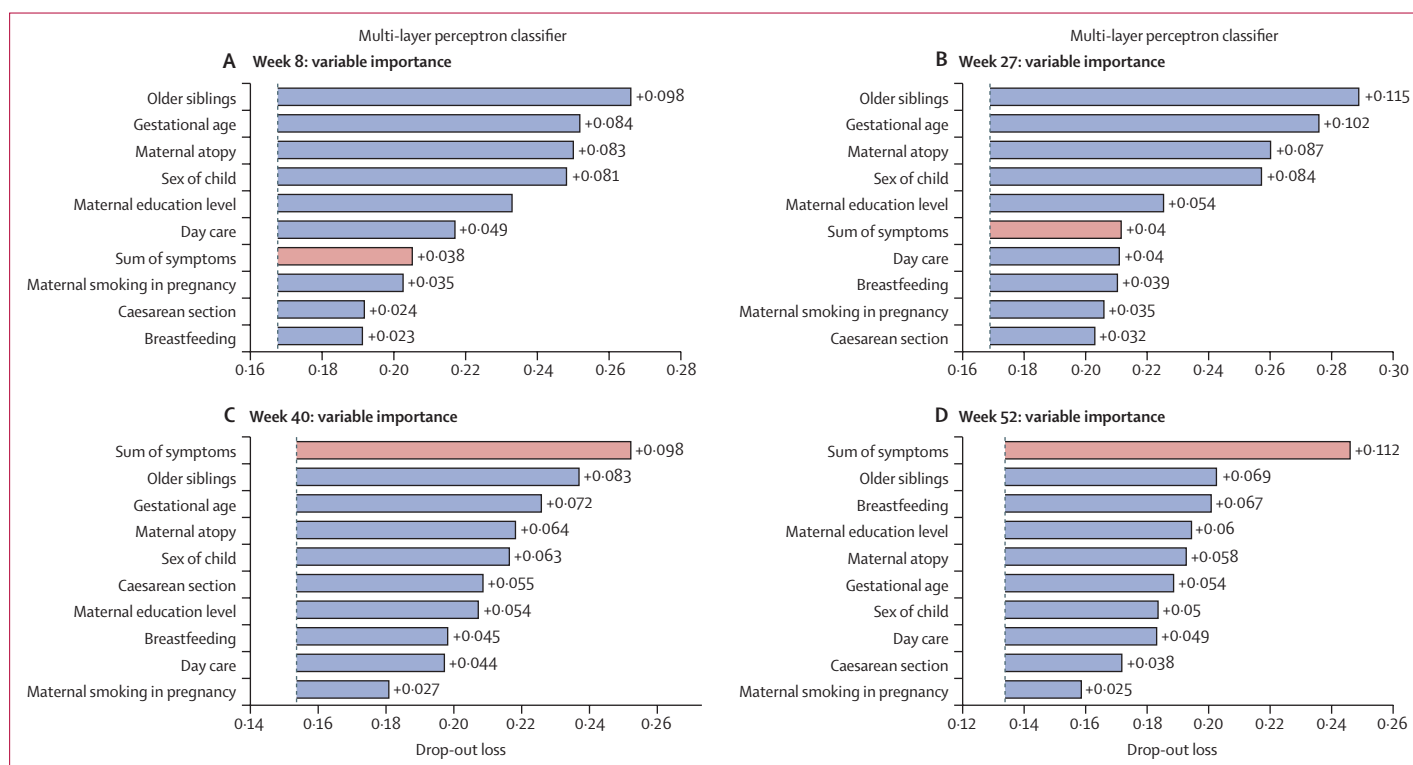 Multi-layer perceptron classifier
A Week 8: variable importance
Older siblings +0·098
Gestational age +0·084
Maternal atopy +0·083
Sex of child +0·081
Maternal education level
Day care +0·049
Sum of symptoms +0·038
Maternal smoking in pregnancy +0·035
Caesarean section +0·024
Breastfeeding +0·023
0·16 0·18 0·20 0·22 0·24 0·26 0·28
Multi-layer perceptron classifier
B Week 27: variable importance
Older siblings +0·115
Gestational age +0·102
Maternal atopy +0·087
Sex of child +0·084
Maternal education level +0·054
Sum of symptoms +0·04
Day care +0·04
Breastfeeding +0·039
Maternal smoking in pregnancy +0·035
Caesarean section +0·032
0·16 0·18 0·20 0·22 0·24 0·26 0·28 0·30
C Week 40: variable importance
Sum of symptoms +0·098
Older siblings +0·083
Gestational age +0·072
Maternal atopy +0·064
Sex of child +0·063
Caesarean section +0·055
Maternal education level +0·054
Breastfeeding +0·045
Day care +0·044
Maternal smoking in pregnancy +0·027
0·14 0·16 0·18 0·20 0·22 0·24 0·26
Drop-out loss
D Week 52: variable importance
Sum of symptoms +0·112
Older siblings +0·069
Breastfeeding +0·067
Maternal education level +0·06
Maternal atopy +0·058
Gestational age +0·054
Sex of child +0·05
Day care +0·049
Caesarean section +0·038
Maternal smoking in pregnancy +0·025
0·12 0·14 0·16 0·18 0·20 0·22 0·24 0·26
Drop-out loss